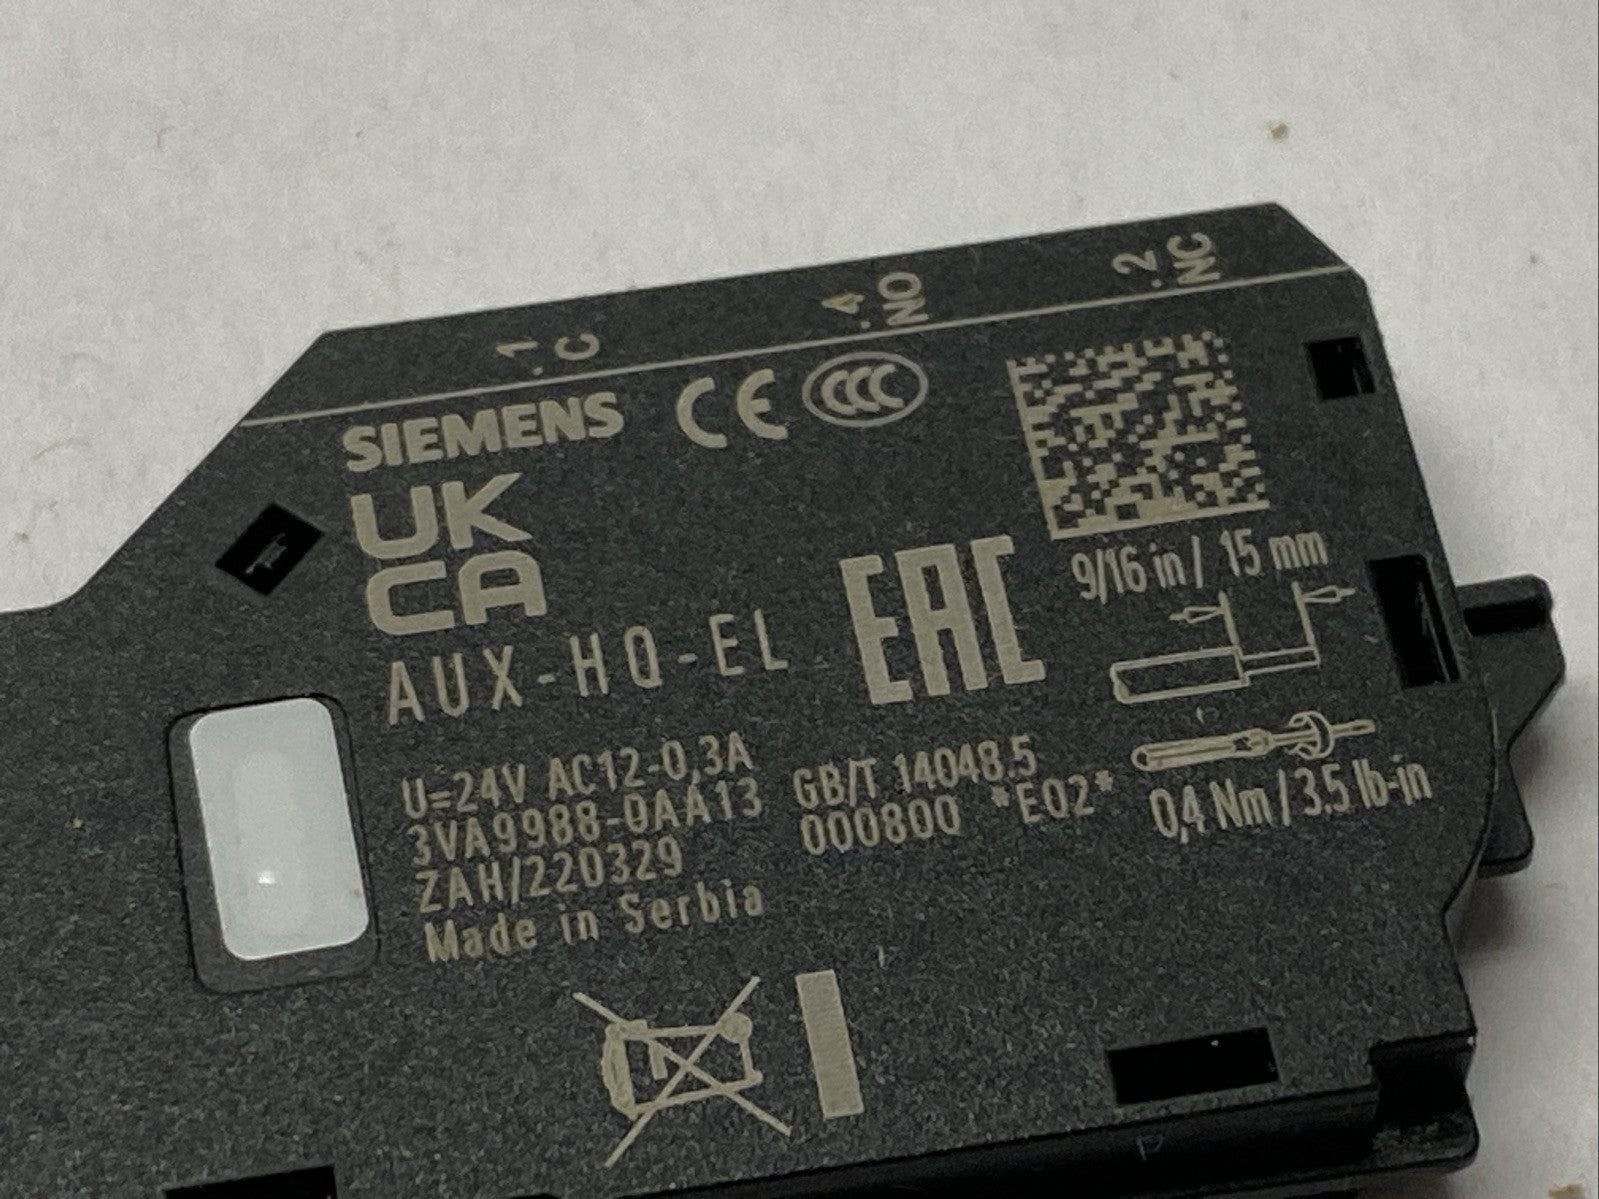 .1 C
.4 NO
.2 NC
SIEMENS CE CCC
UK
CA
EAC
9/16 in / 15 mm
AUX-HQ-EL
U=24V AC12-0,3A
3VA9988-0AA13
ZAH/220329
Made in Serbia
GB/T 14048.5
000800 *E02*
0,4 Nm / 3.5 lb-in